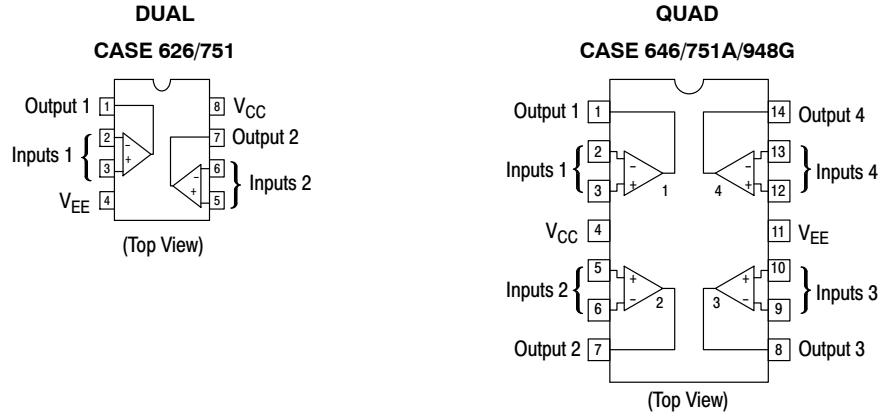 DUAL
CASE 626/751
Output 1 1 8 VCC
2 - 7 Output 2
Inputs 1 { + - 6 } Inputs 2
3 +
VEE 4 5
(Top View)
QUAD
CASE 646/751A/948G
Output 1 1 14 Output 4
Inputs 1 { 2 - - 13 } Inputs 4
3 + 1 4 + 12
VCC 4 11 VEE
Inputs 2 { 5 + + 10 } Inputs 3
6 - 2 3 - 9
Output 2 7 8 Output 3
(Top View)